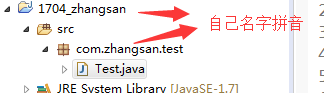 1704_zhangsan
src
自己名字拼音
com.zhangsan.test
Test.java
JRE System Library [JavaSE-1.7]